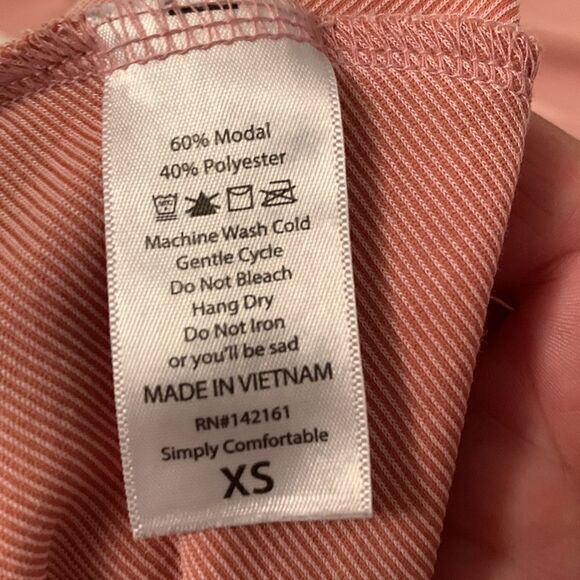 60% Modal
40% Polyester
Machine Wash Cold
Gentle Cycle
Do Not Bleach
Hang Dry
Do Not Iron
or you'll be sad
MADE IN VIETNAM
RN#142161
Simply Comfortable
XS